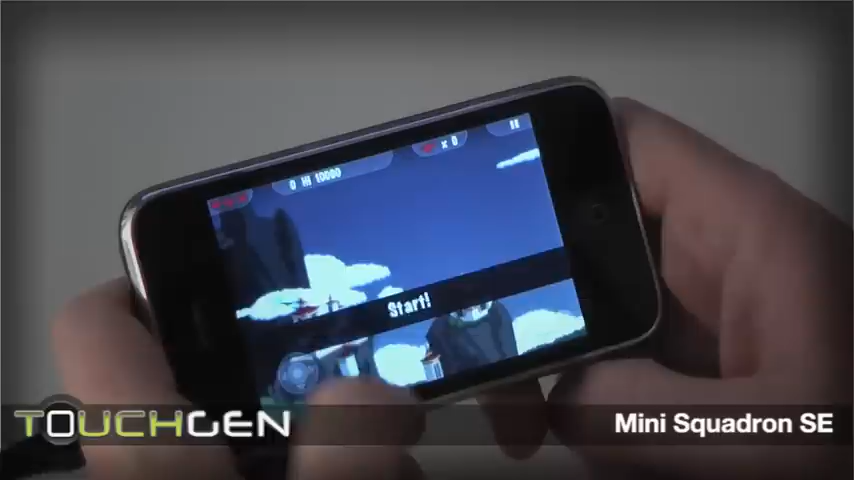 0 Hi 10000
x 0
Start!
TOUCHGEN
Mini Squadron SE